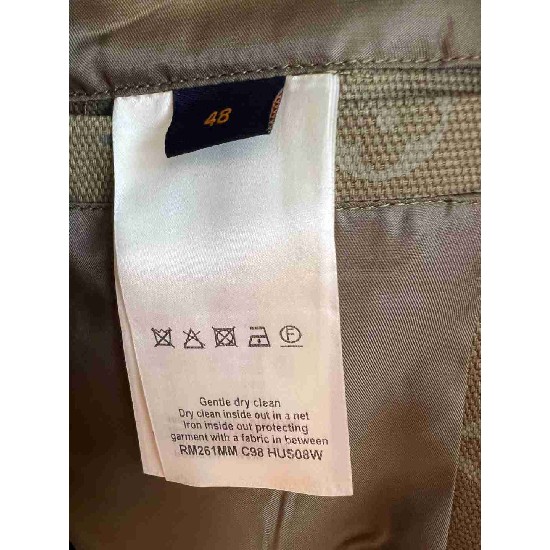 48
F
Gentle dry clean
Dry clean inside out in a net
Iron inside out protecting
garment with a fabric in between
RM261MM C98 HUS08W